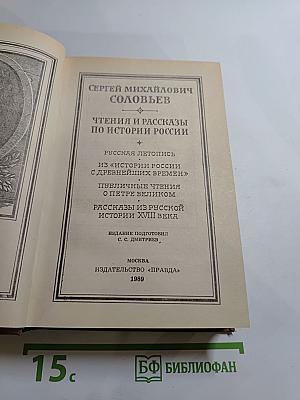 СЕРГЕЙ МИХАЙЛОВИЧ
СОЛОВЬЕВ
ЧТЕНИЯ И РАССКАЗЫ
ПО ИСТОРИИ РОССИИ
РУССКАЯ ЛЕТОПИСЬ
ИЗ «ИСТОРИИ РОССИИ
С ДРЕВНЕЙШИХ ВРЕМЕН»
ПУБЛИЧНЫЕ ЧТЕНИЯ
О ПЕТРЕ ВЕЛИКОМ
РАССКАЗЫ ИЗ РУССКОЙ
ИСТОРИИ XVIII ВЕКА
ИЗДАНИЕ ПОДГОТОВИЛ
С. С. ДМИТРИЕВ
МОСКВА
ИЗДАТЕЛЬСТВО «ПРАВДА»
1989
15с
БФ БИБЛИОФАН